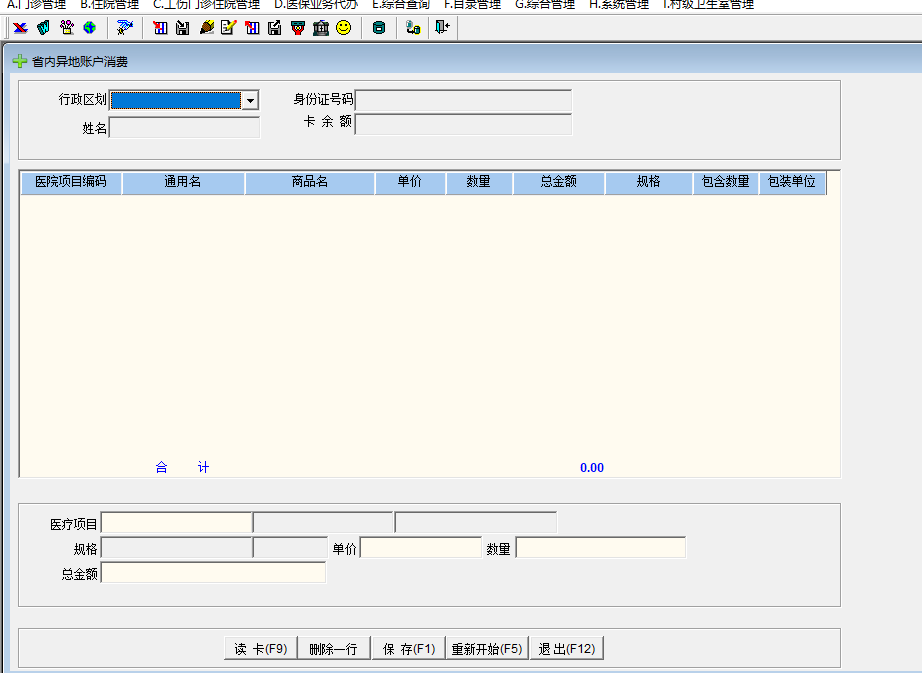 A.门诊管理 B.住院管理 C.工伤门诊住院管理 D.医保业务代办 E.综合查询 F.目录管理 G.综合管理 H.系统管理 I.村级卫生室管理
省内异地账户消费
行政区划 身份证号码
姓名 卡 余 额
医院项目编码 通用名 商品名 单价 数量 总金额 规格 包含数量 包装单位
合 计 0.00
医疗项目
规格 单价 数量
总金额
读 卡(F9) 删除一行 保 存(F1) 重新开始(F5) 退 出(F12)